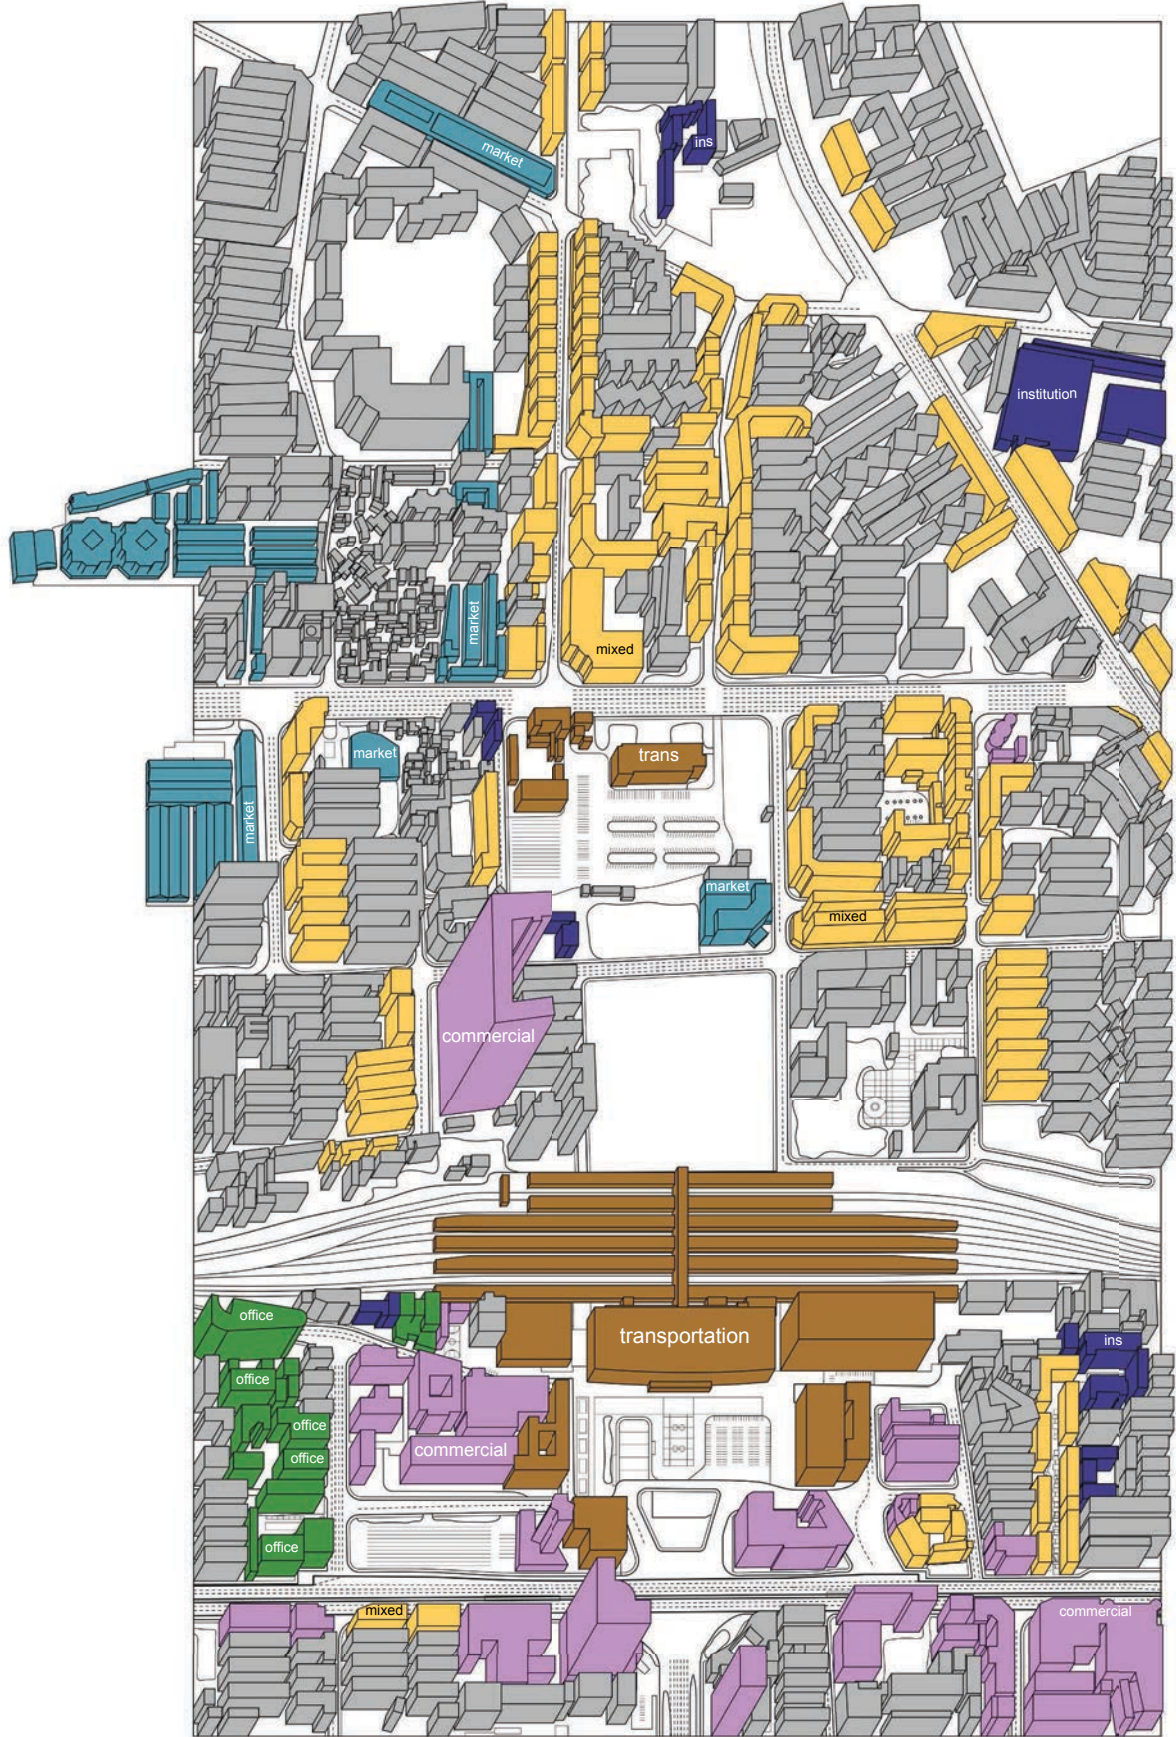 market
ins
institution
market
mixed
market
trans
market
market
mixed
commercial
office
transportation
ins
office
office
commercial
office
office
mixed
commercial